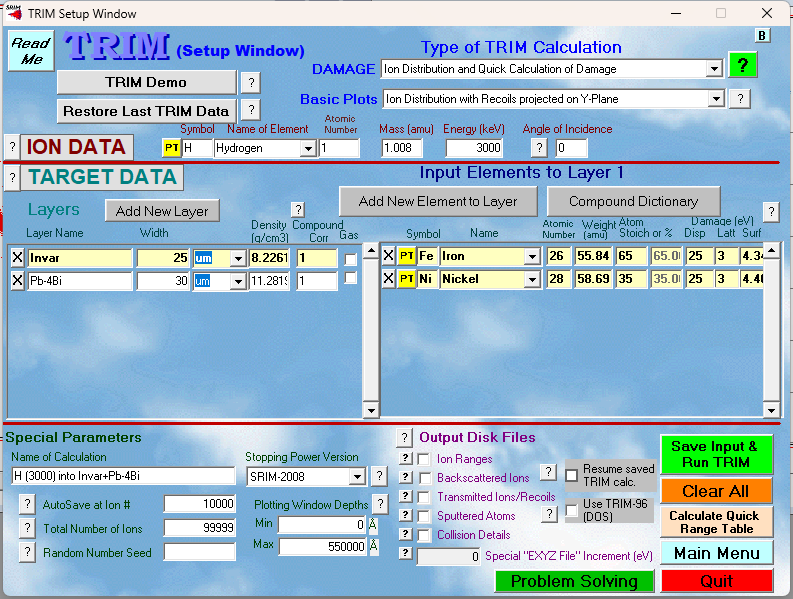 SRIM TRIM Setup Window
Read Me
TRIM (Setup Window)
Type of TRIM Calculation
B
DAMAGE Ion Distribution and Quick Calculation of Damage ?
TRIM Demo ?
Basic Plots Ion Distribution with Recoils projected on Y-Plane ?
Restore Last TRIM Data ?
Symbol Name of Element Atomic Number Mass (amu) Energy (keV) Angle of Incidence
? ION DATA PT H Hydrogen 1 1.008 3000 ? 0
? TARGET DATA
Input Elements to Layer 1
Layers Add New Layer ?
Add New Element to Layer Compound Dictionary ?
Layer Name Width Density (g/cm3) Compound Corr Gas
Symbol Name Atomic Number Weight (amu) Atom Stoich or % Damage (eV) Disp Latt Surf
X Invar 25 um 8.2261 1
X PT Fe Iron 26 55.84 65 65.0 25 3 4.34
X Pb-4Bi 30 um 11.281 1
X PT Ni Nickel 28 58.69 35 35.0 25 3 4.46
Special Parameters
Name of Calculation
H (3000) into Invar+Pb-4Bi
Stopping Power Version
SRIM-2008 ?
? AutoSave at Ion # 10000
? Total Number of Ions 99999
? Random Number Seed
Plotting Window Depths ?
Min 0 Å
Max 550000 Å
? Output Disk Files
? Ion Ranges
? Backscattered Ions
? Transmitted Ions/Recoils
? Sputtered Atoms
? Collision Details
? 0 Special "EXYZ File" Increment (eV)
? Resume saved TRIM calc.
? Use TRIM-96 (DOS)
Save Input & Run TRIM
Clear All
Calculate Quick Range Table
Main Menu
Problem Solving
Quit